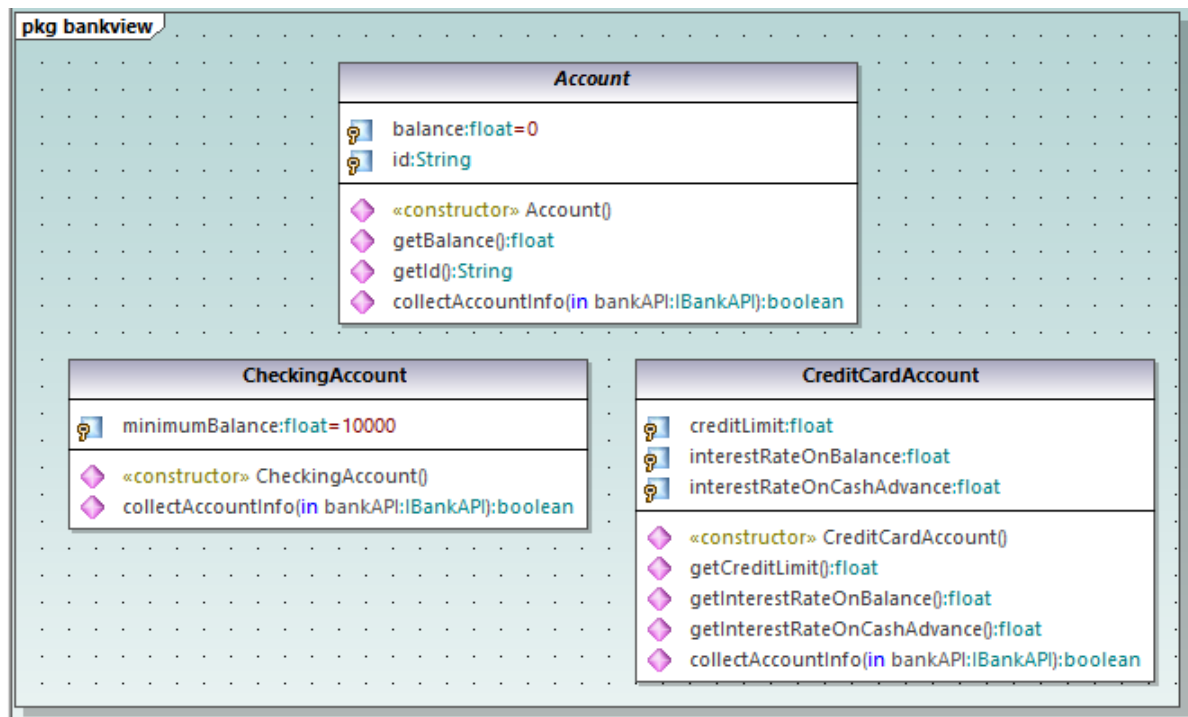 pkg bankview
Account
balance:float=0
id:String
«constructor» Account()
getBalance():float
getId():String
collectAccountInfo(in bankAPI:IBankAPI):boolean
CheckingAccount
minimumBalance:float=10000
«constructor» CheckingAccount()
collectAccountInfo(in bankAPI:IBankAPI):boolean
CreditCardAccount
creditLimit:float
interestRateOnBalance:float
interestRateOnCashAdvance:float
«constructor» CreditCardAccount()
getCreditLimit():float
getInterestRateOnBalance():float
getInterestRateOnCashAdvance():float
collectAccountInfo(in bankAPI:IBankAPI):boolean